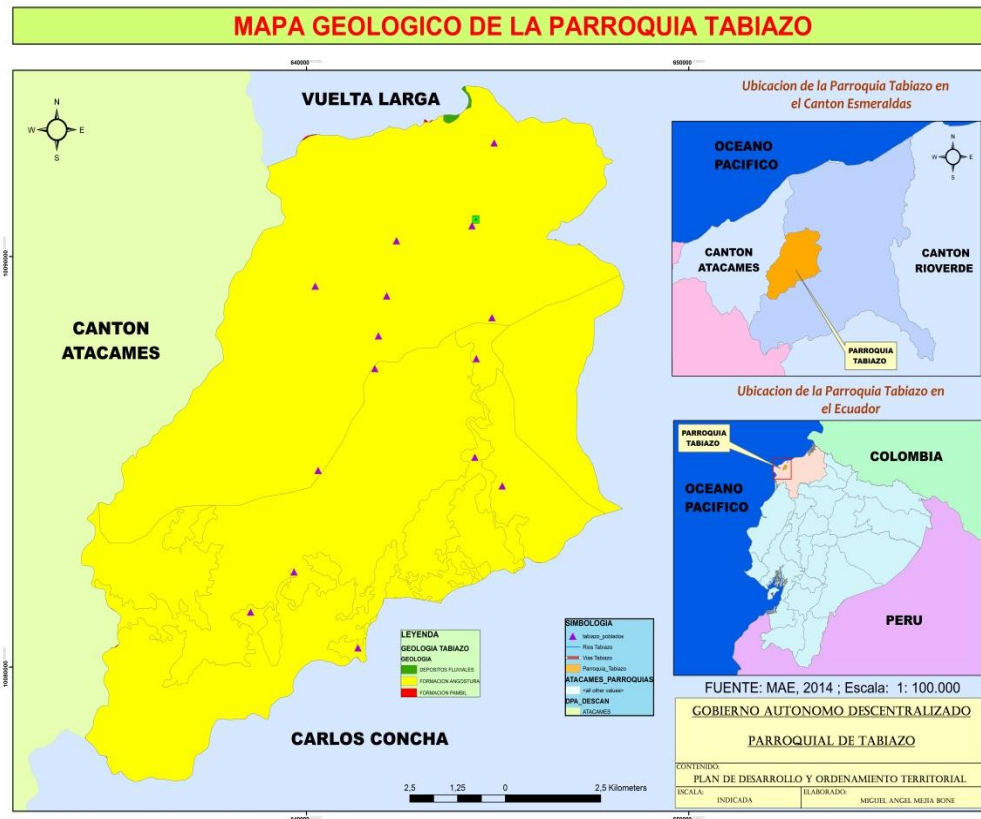 MAPA GEOLOGICO DE LA PARROQUIA TABIAZO
640000
650000
VUELTA LARGA
N
W
E
S
10090000
CANTON
ATACAMES
10080000
CARLOS CONCHA
LEYENDA
GEOLOGIA TABIAZO
GEOLOGIA
DEPOSITOS FLUVIALES
FORMACION ANGOSTURA
FORMACION PAMBIL
SIMBOLOGIA
tabiazo_poblados
Rios Tabiazo
Vias Tabiazo
Parroquia_Tabiazo
ATACAMES_PARROQUIAS
<all other values>
DPA_DESCAN
ATACAMES
2,5
1,25
0
2,5 Kilometers
640000
650000
Ubicacion de la Parroquia Tabiazo en
el Canton Esmeraldas
OCEANO
PACIFICO
N
W
E
S
CANTON
ATACAMES
CANTON
RIOVERDE
PARROQUIA
TABIAZO
Ubicacion de la Parroquia Tabiazo en
el Ecuador
PARROQUIA
TABIAZO
COLOMBIA
OCEANO
PACIFICO
PERU
FUENTE: MAE, 2014 ; Escala: 1: 100.000
GOBIERNO AUTONOMO DESCENTRALIZADO
PARROQUIAL DE TABIAZO
CONTENIDO:
PLAN DE DESARROLLO Y ORDENAMIENTO TERRITORIAL
ESCALA:
INDICADA
ELABORADO:
MIGUEL ANGEL MEJIA BONE